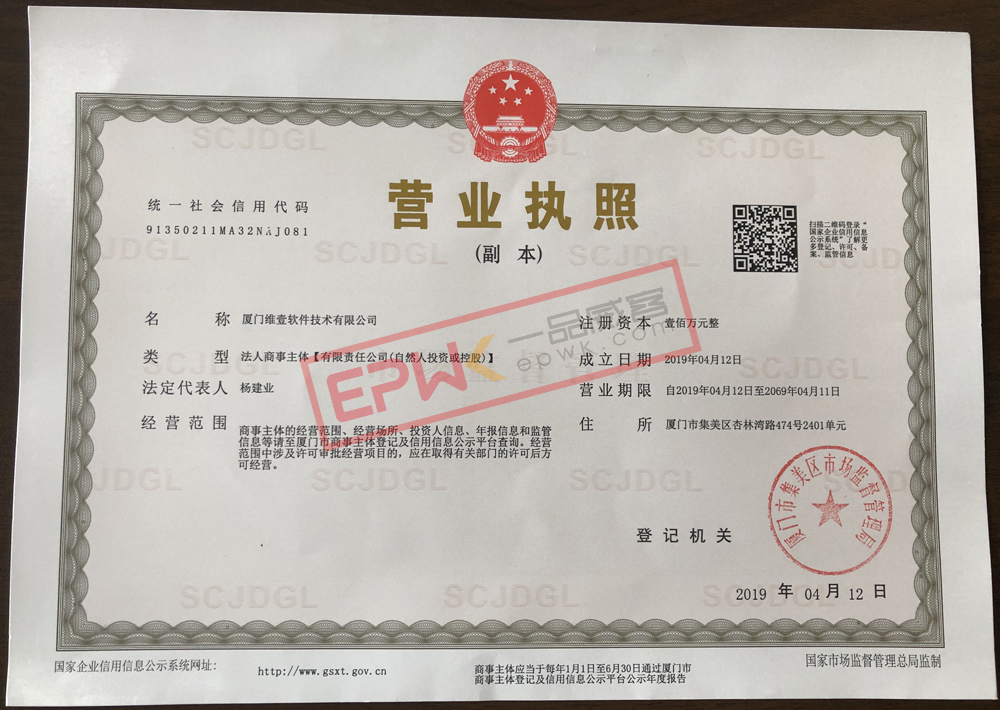 营业执照
(副 本)
统一社会信用代码
91350211MA32NAJ081
扫描二维码登录“
国家企业信用信息
公示系统”了解更
多登记、许可、备
案、监管信息
名 称 厦门维壹软件技术有限公司
类 型 法人商事主体【有限责任公司(自然人投资或控股)】
法定代表人 杨建业
经营范围 商事主体的经营范围、经营场所、投资人信息、年报信息和监管
信息等请至厦门市商事主体登记及信用信息公示平台查询。经营
范围中涉及许可审批经营项目的，应在取得有关部门的许可后方
可经营。
注册资本 壹佰万元整
成立日期 2019年04月12日
营业期限 自2019年04月12日至2069年04月11日
住 所 厦门市集美区杏林湾路474号2401单元
EPWK 一品威客
epwk.com
登记机关
厦门市集美区市场监督管理局
2019 年 04 月 12 日
SCJDGL
国家企业信用信息公示系统网址：
http://www.gsxt.gov.cn
商事主体应当于每年1月1日至6月30日通过厦门市
商事主体登记及信用信息公示平台公示年度报告
国家市场监督管理总局监制